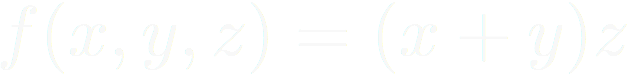 f(x, y, z) = (x + y)z